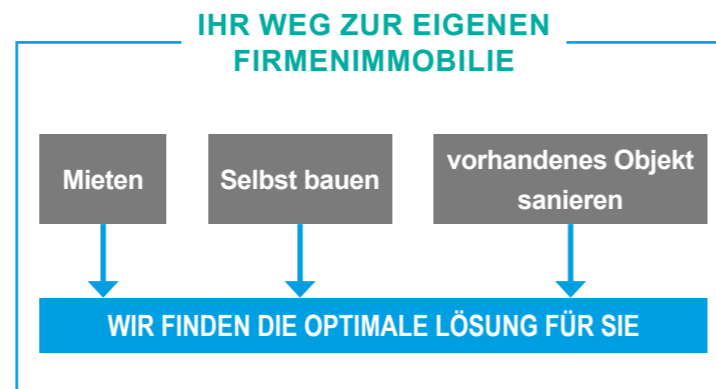 IHR WEG ZUR EIGENEN
FIRMENIMMOBILIE
Mieten
Selbst bauen
vorhandenes Objekt
sanieren
WIR FINDEN DIE OPTIMALE LÖSUNG FÜR SIE